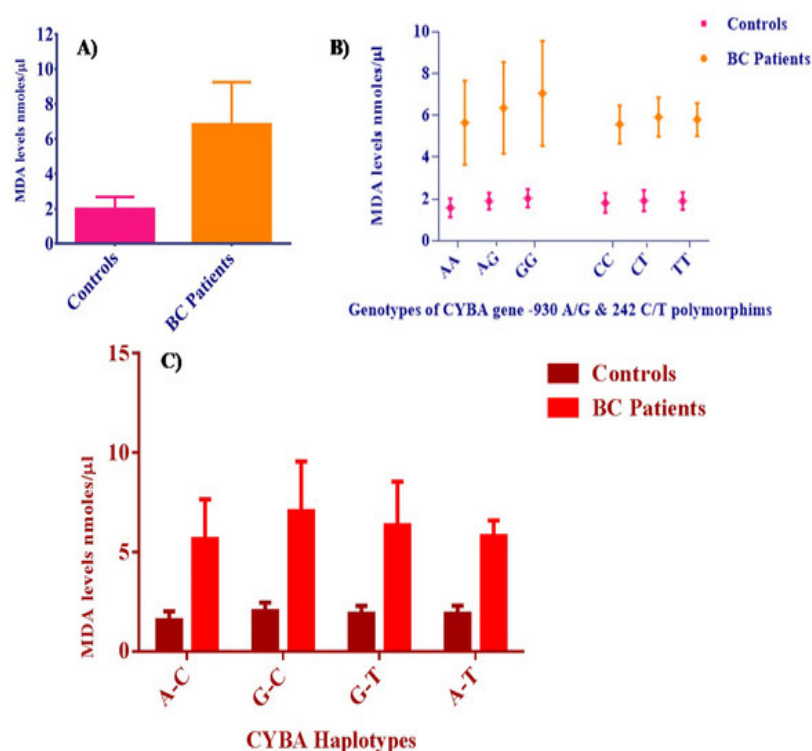 A)
MDA levels nmoles/µl
12
10
8
6
4
2
0
Controls
BC Patients
B)
Controls
BC Patients
MDA levels nmoles/µl
10
8
6
4
2
0
AA
AG
GG
CC
CT
TT
Genotypes of CYBA gene -930 A/G & 242 C/T polymorphims
C)
Controls
BC Patients
MDA levels nmoles/µl
15
10
5
0
A-C
G-C
G-T
A-T
CYBA Haplotypes